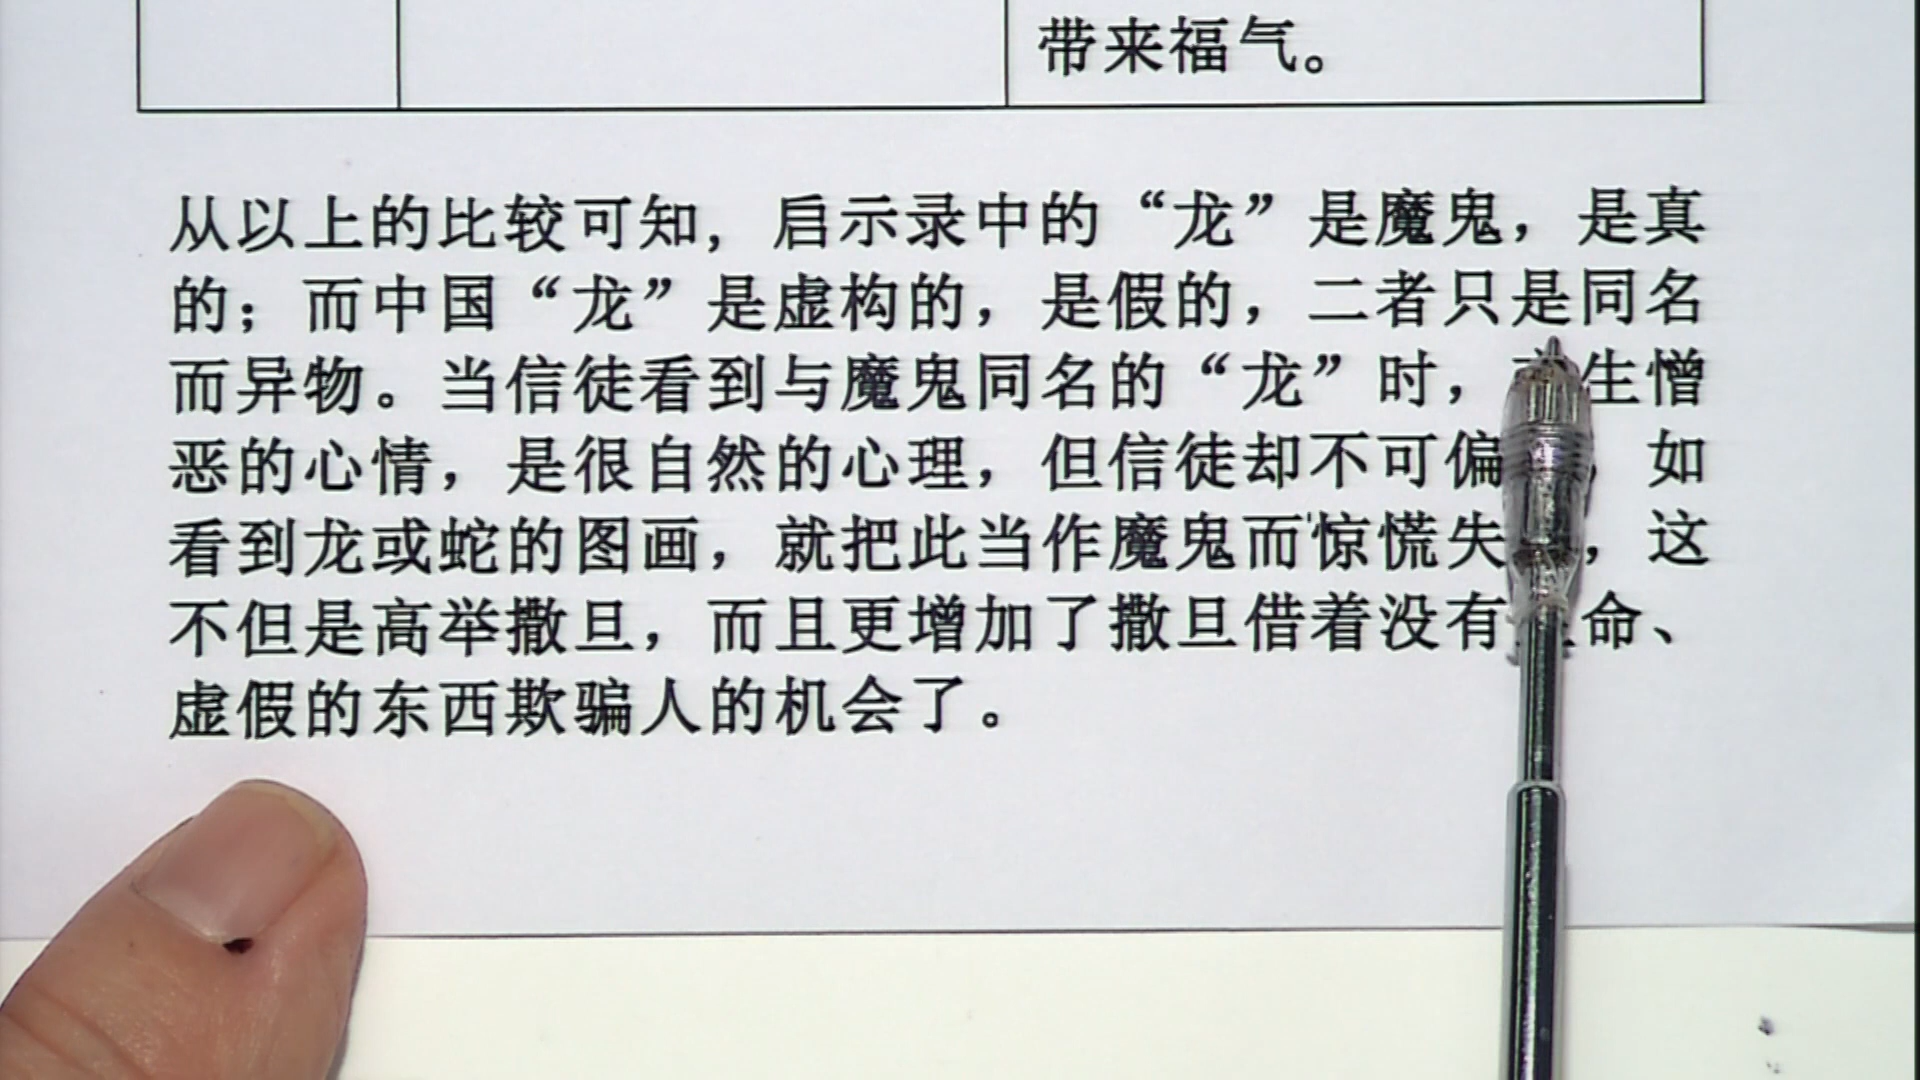 带来福气。
从以上的比较可知，启示录中的“龙”是魔鬼，是真
的；而中国“龙”是虚构的，是假的，二者只是同名
而异物。当信徒看到与魔鬼同名的“龙”时，生憎
恶的心情，是很自然的心理，但信徒却不可偏，如
看到龙或蛇的图画，就把此当作魔鬼而惊慌失，这
不但是高举撒旦，而且更增加了撒旦借着没有命、
虚假的东西欺骗人的机会了。